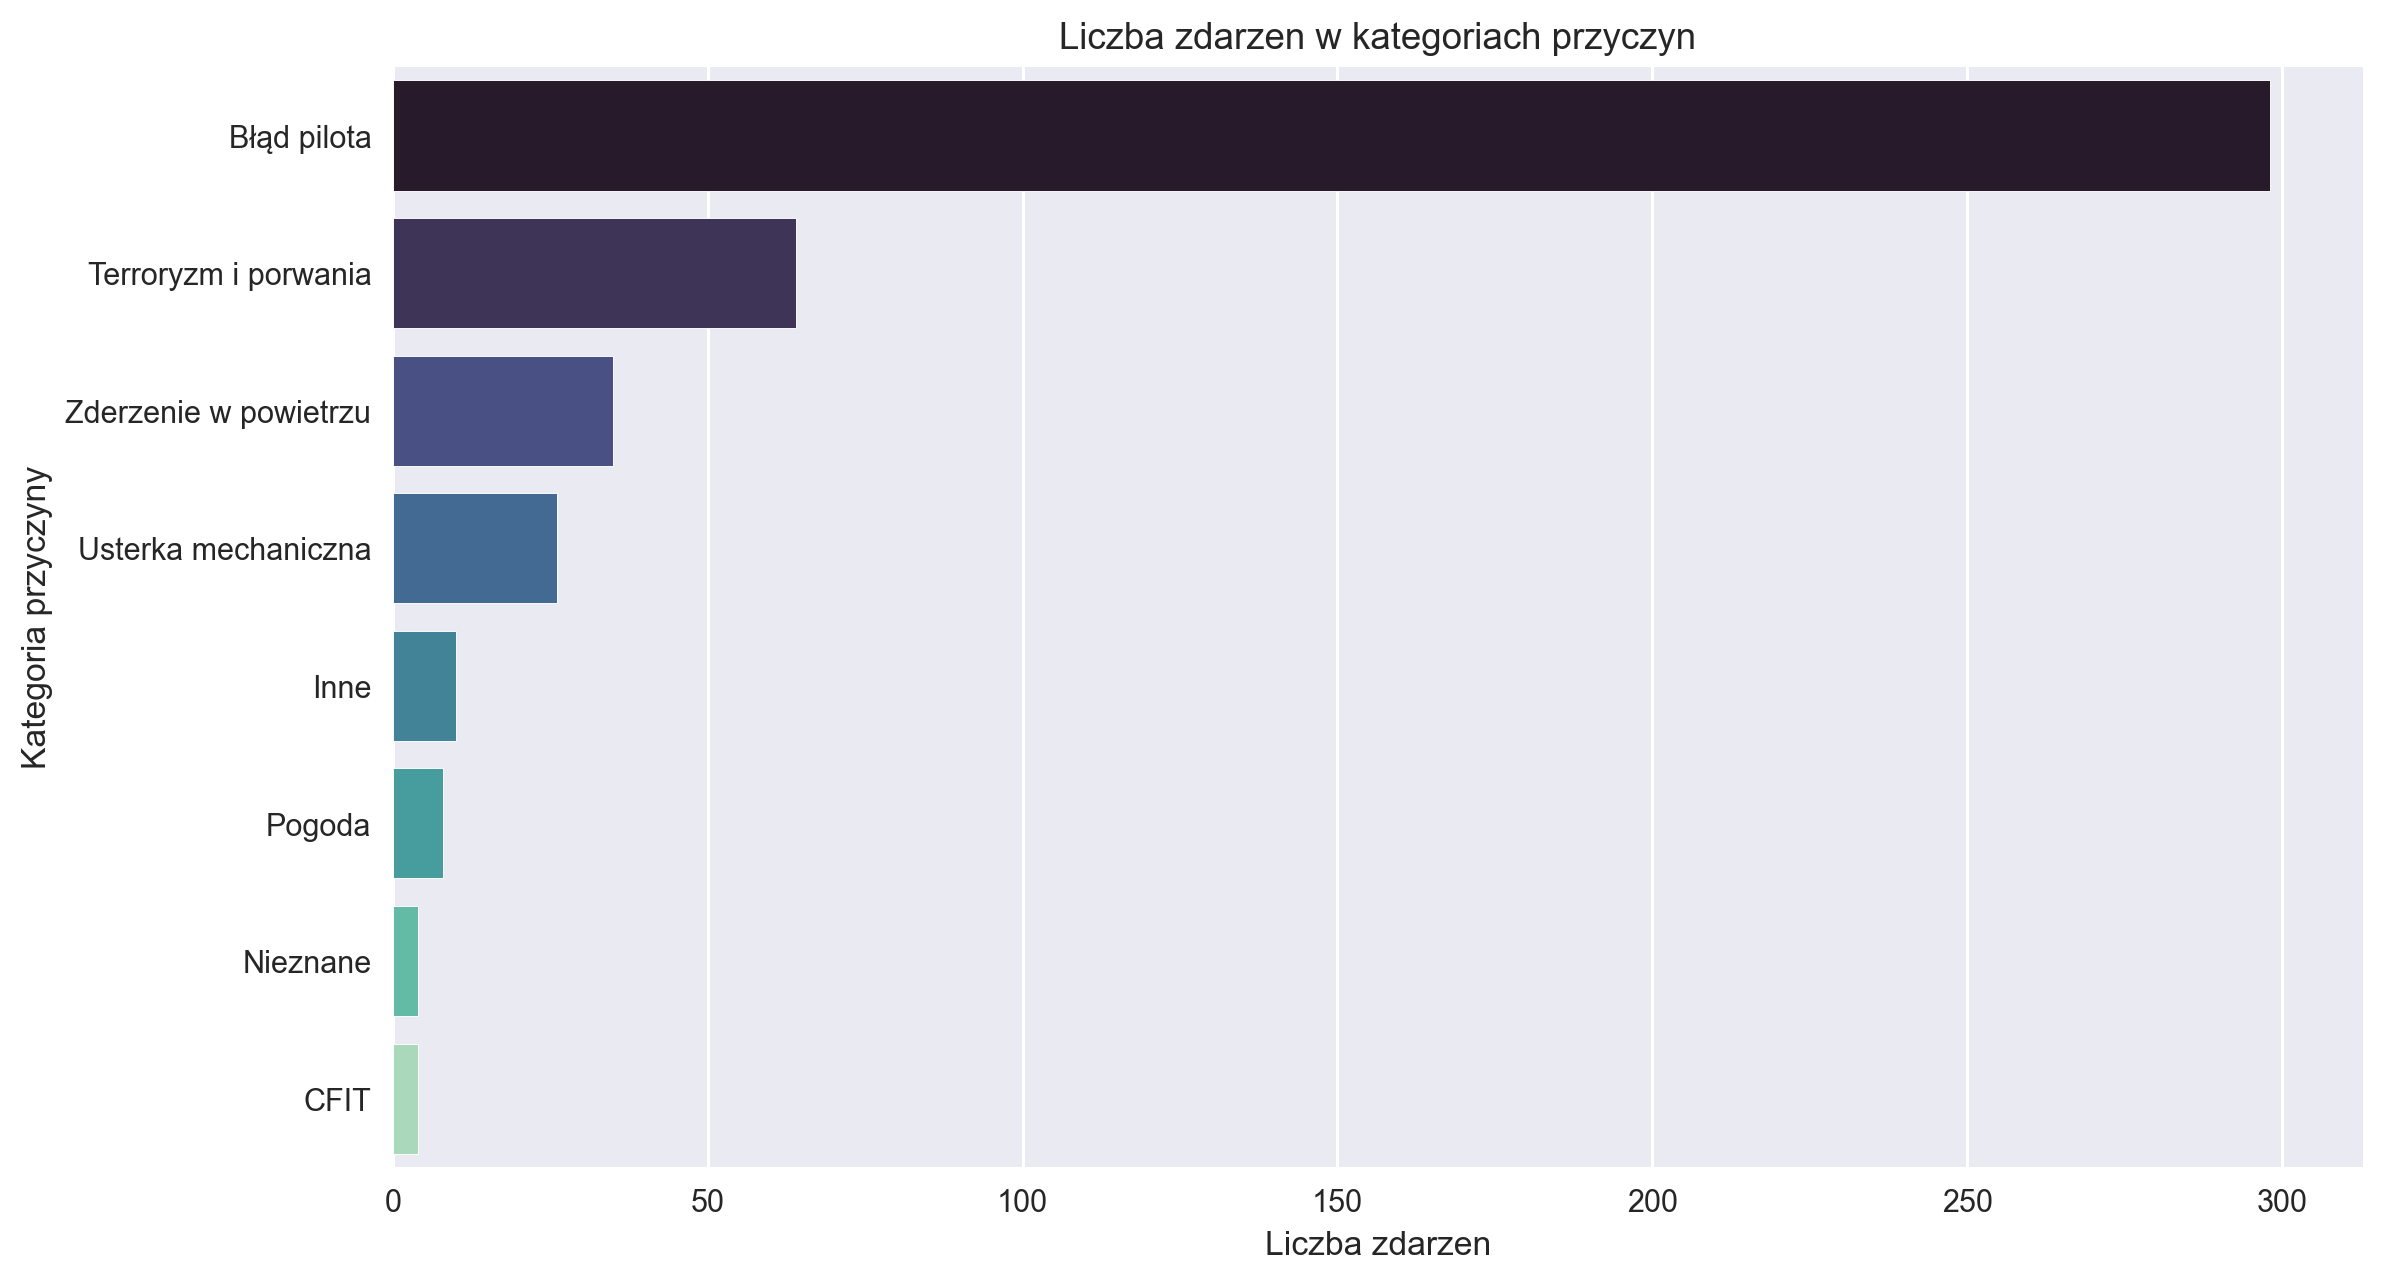 Liczba zdarzen w kategoriach przyczyn
Kategoria przyczyny
Błąd pilota
Terroryzm i porwania
Zderzenie w powietrzu
Usterka mechaniczna
Inne
Pogoda
Nieznane
CFIT
0 50 100 150 200 250 300
Liczba zdarzen